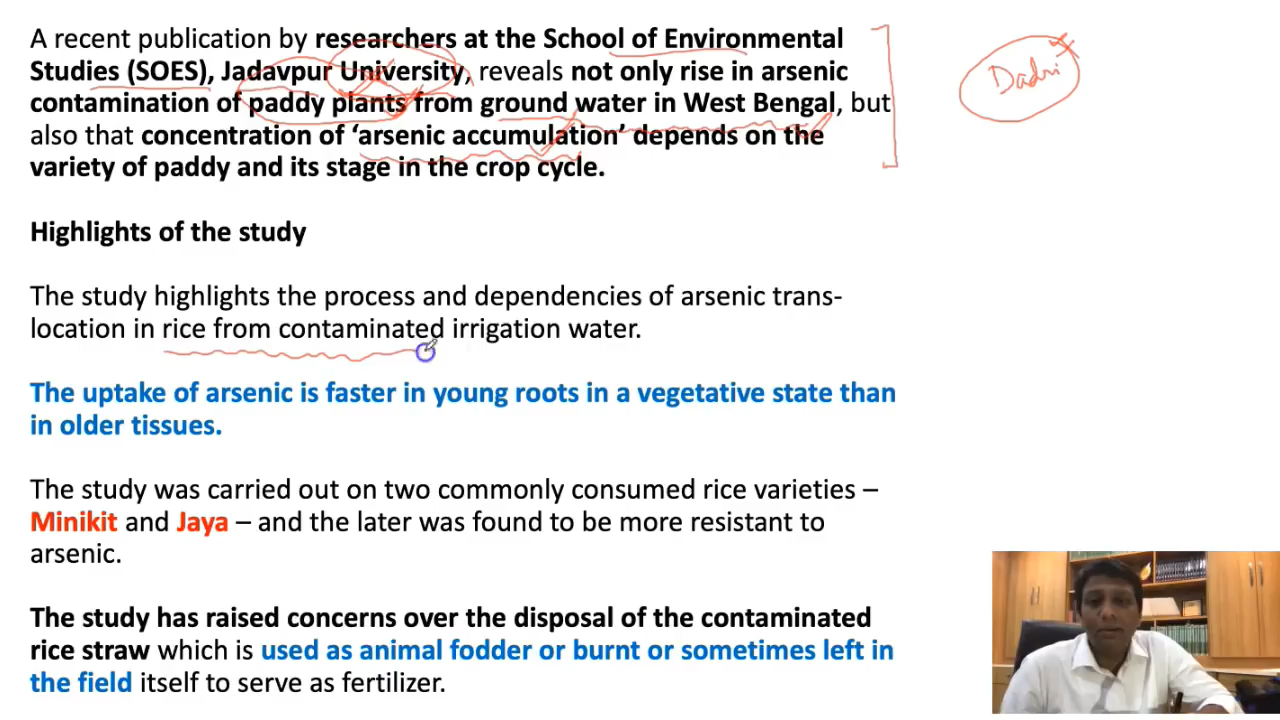 A recent publication by researchers at the School of Environmental
Studies (SOES), Jadavpur University, reveals not only rise in arsenic
contamination of paddy plants from ground water in West Bengal, but
also that concentration of ‘arsenic accumulation’ depends on the
variety of paddy and its stage in the crop cycle.
Dadri
Highlights of the study
The study highlights the process and dependencies of arsenic trans-
location in rice from contaminated irrigation water.
The uptake of arsenic is faster in young roots in a vegetative state than
in older tissues.
The study was carried out on two commonly consumed rice varieties –
Minikit and Jaya – and the later was found to be more resistant to
arsenic.
The study has raised concerns over the disposal of the contaminated
rice straw which is used as animal fodder or burnt or sometimes left in
the field itself to serve as fertilizer.